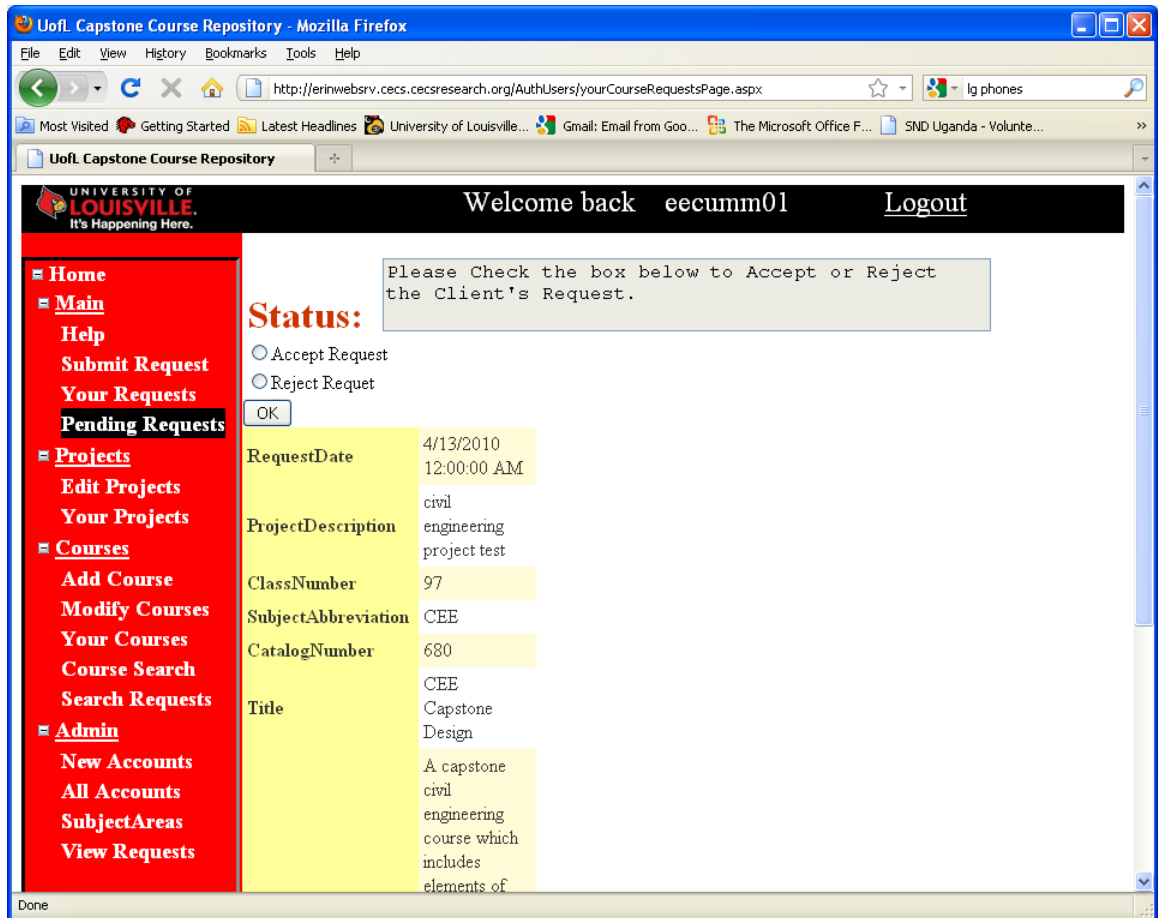 UofL Capstone Course Repository - Mozilla Firefox
File Edit View History Bookmarks Tools Help
http://erinwebsrv.cecs.cecsresearch.org/AuthUsers/yourCourseRequestsPage.aspx
lg phones
Most Visited Getting Started Latest Headlines University of Louisville... Gmail: Email from Goo... The Microsoft Office F... SND Uganda - Volunte... »
UofL Capstone Course Repository
UNIVERSITY OF
LOUISVILLE.
It's Happening Here.
Welcome back eecumm01 Logout
Home
Main
Help
Submit Request
Your Requests
Pending Requests
Projects
Edit Projects
Your Projects
Courses
Add Course
Modify Courses
Your Courses
Course Search
Search Requests
Admin
New Accounts
All Accounts
SubjectAreas
View Requests
Status:
Please Check the box below to Accept or Reject
the Client's Request.
Accept Request
Reject Requet
OK
RequestDate
4/13/2010
12:00:00 AM
ProjectDescription
civil
engineering
project test
ClassNumber 97
SubjectAbbreviation CEE
CatalogNumber 680
Title
CEE
Capstone
Design
A capstone
civil
engineering
course which
includes
elements of
Done